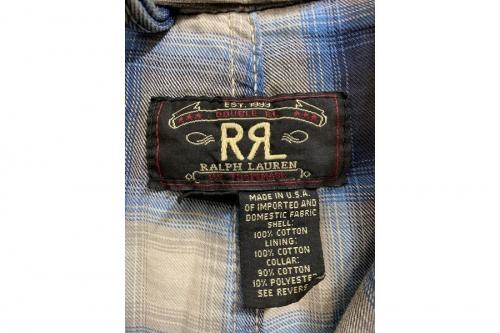 EST. 1993
DOUBLE RL
RRL
RALPH LAUREN
MADE IN U.S.A.
OF IMPORTED AND
DOMESTIC FABRIC
SHELL:
100% COTTON
LINING:
100% COTTON
COLLAR:
90% COTTON
10% POLYESTER
SEE REVERS